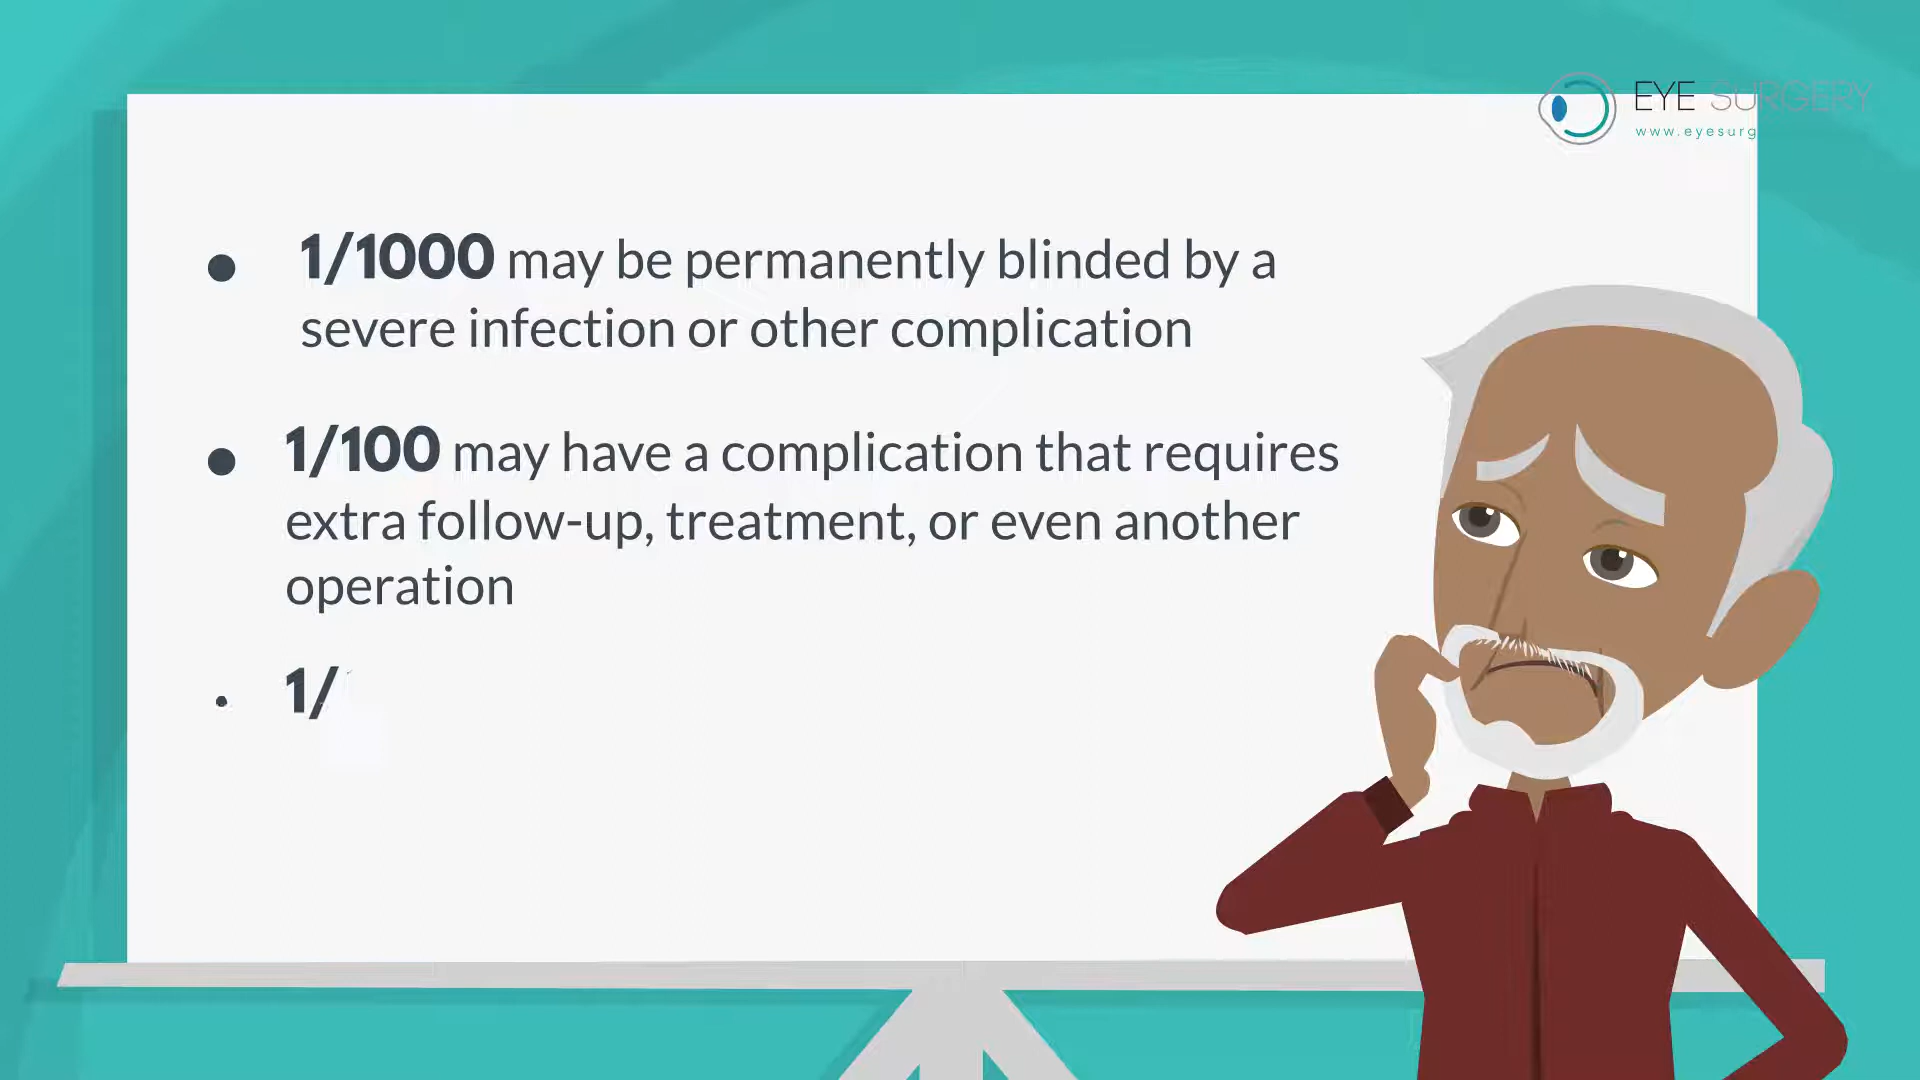 EYE SURGERY
www.eyesurg
1/1000 may be permanently blinded by a
severe infection or other complication
1/100 may have a complication that requires
extra follow-up, treatment, or even another
operation
1/